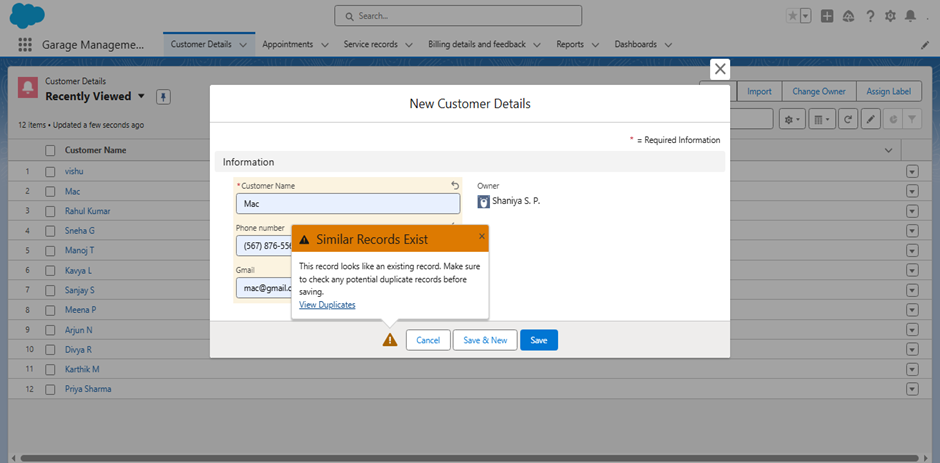 Search...
Garage Manageme...
Customer Details
Appointments
Service records
Billing details and feedback
Reports
Dashboards
Customer Details
Recently Viewed
Import
Change Owner
Assign Label
12 items • Updated a few seconds ago
Customer Name
1 vishu
2 Mac
3 Rahul Kumar
4 Sneha G
5 Manoj T
6 Kavya L
7 Sanjay S
8 Meena P
9 Arjun N
10 Divya R
11 Karthik M
12 Priya Sharma
New Customer Details
* = Required Information
Information
*Customer Name
Mac
Owner
Shaniya S. P.
Phone number
(567) 876-556
Gmail
mac@gmail.c
Similar Records Exist
This record looks like an existing record. Make sure
to check any potential duplicate records before
saving.
View Duplicates
Cancel
Save & New
Save